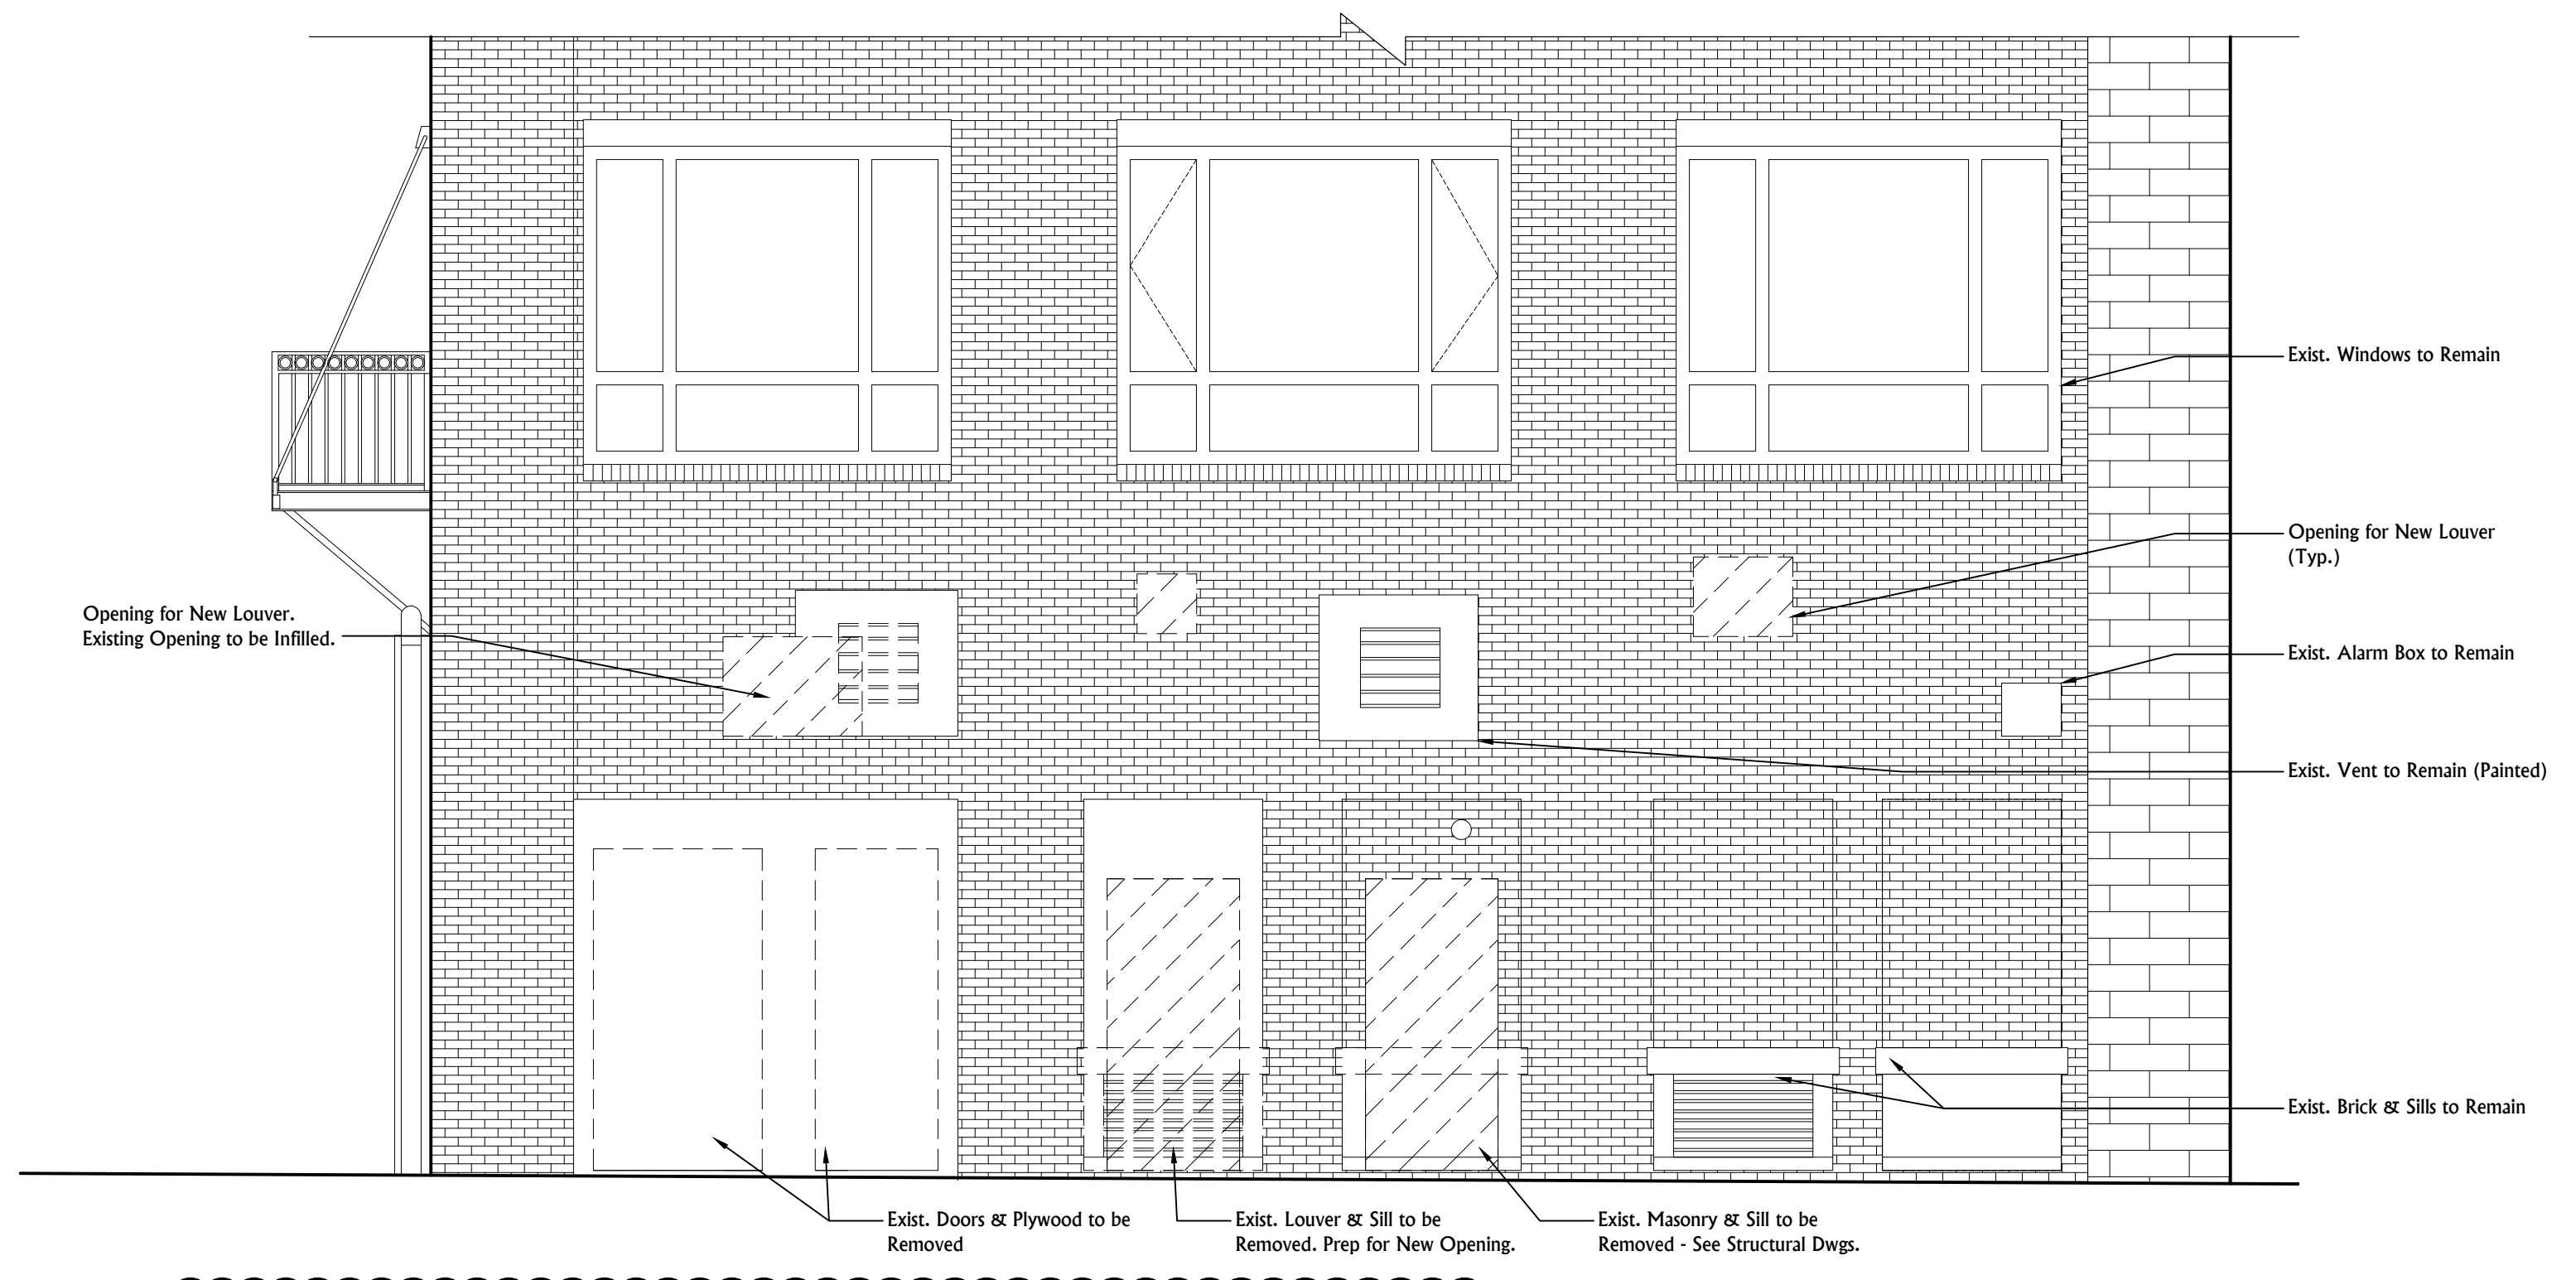 Exist. Windows to Remain
Opening for New Louver
(Typ.)
Opening for New Louver.
Existing Opening to be Infilled.
Exist. Alarm Box to Remain
Exist. Vent to Remain (Painted)
Exist. Brick & Sills to Remain
Exist. Doors & Plywood to be
Removed
Exist. Louver & Sill to be
Removed. Prep for New Opening.
Exist. Masonry & Sill to be
Removed - See Structural Dwgs.